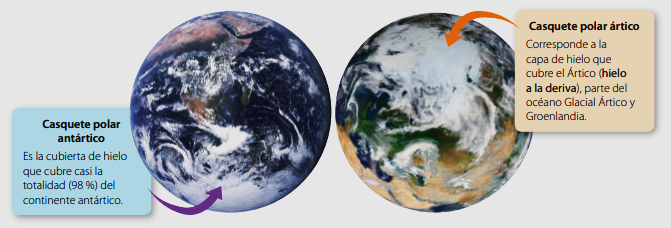 Casquete polar ártico
Corresponde a la
capa de hielo que
cubre el Ártico (hielo
a la deriva), parte del
océano Glacial Ártico y
Groenlandia.
Casquete polar
antártico
Es la cubierta de hielo
que cubre casi la
totalidad (98 %) del
continente antártico.